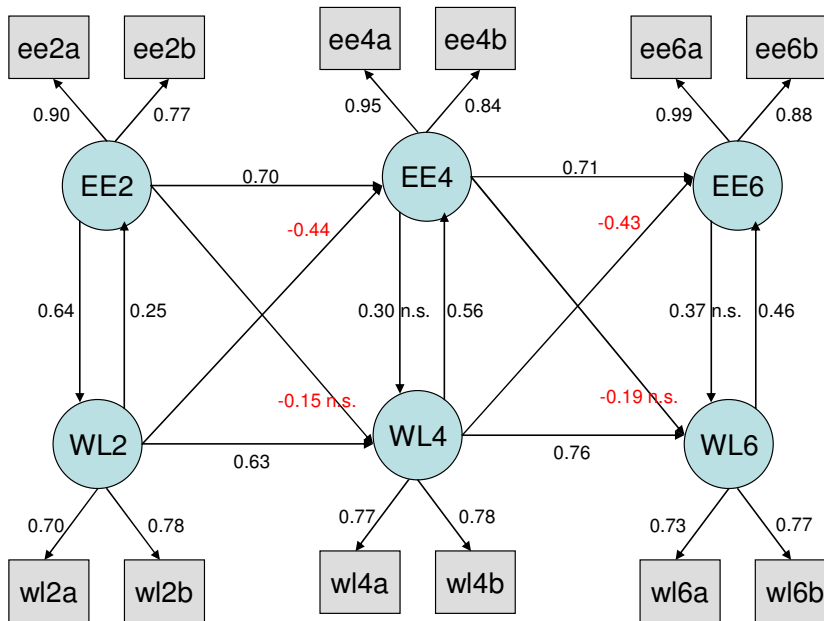 ee2a
ee2b
ee4a
ee4b
ee6a
ee6b
0.90
0.77
0.95
0.84
0.99
0.88
EE2
EE4
EE6
0.70
0.71
-0.44
-0.43
0.64
0.25
0.30 n.s.
0.56
0.37 n.s.
0.46
-0.15 n.s.
-0.19 n.s.
WL2
WL4
WL6
0.63
0.76
0.70
0.78
0.77
0.78
0.73
0.77
wl2a
wl2b
wl4a
wl4b
wl6a
wl6b